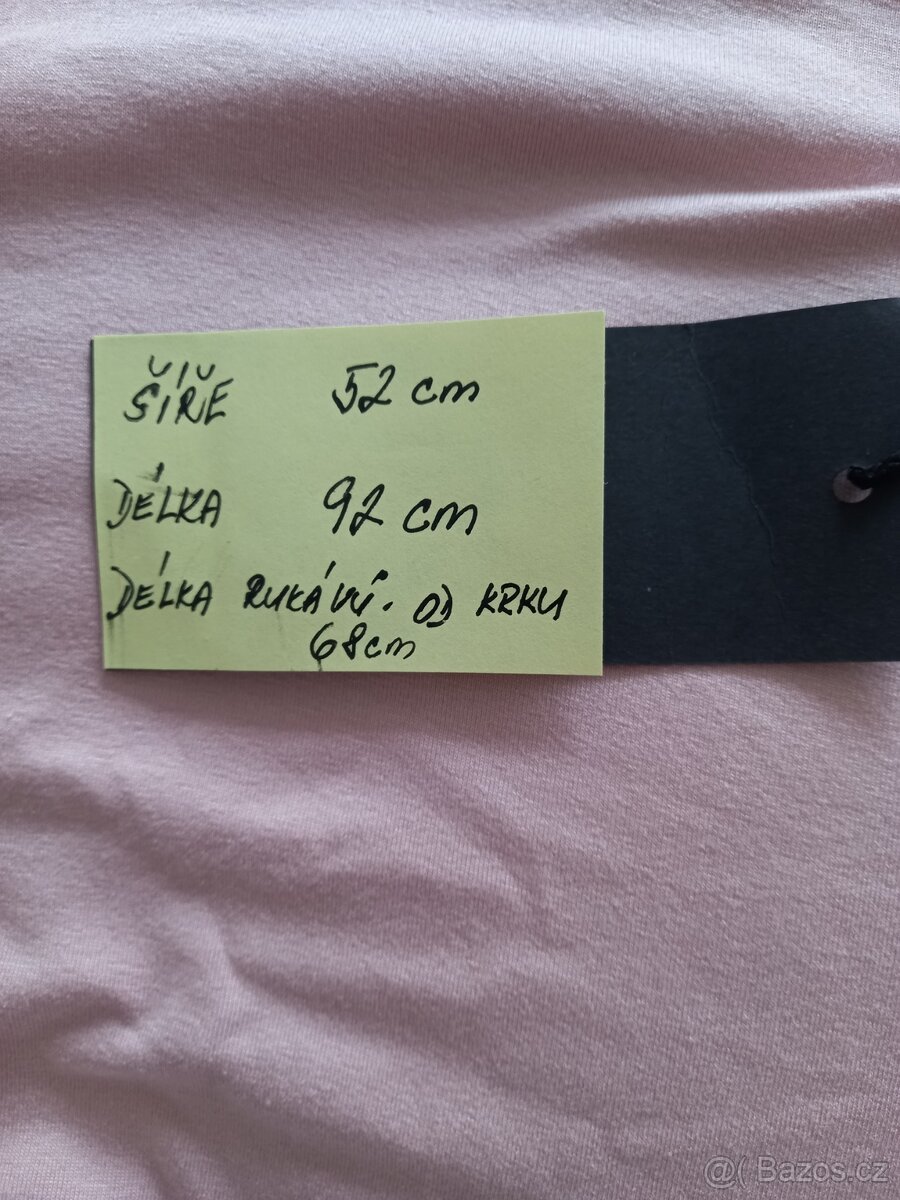 ŠÍŘE 52 cm
DÉLKA 92 cm
DÉLKA RUKÁVŮ. OD KRKU
68cm
@( Bazos.cz